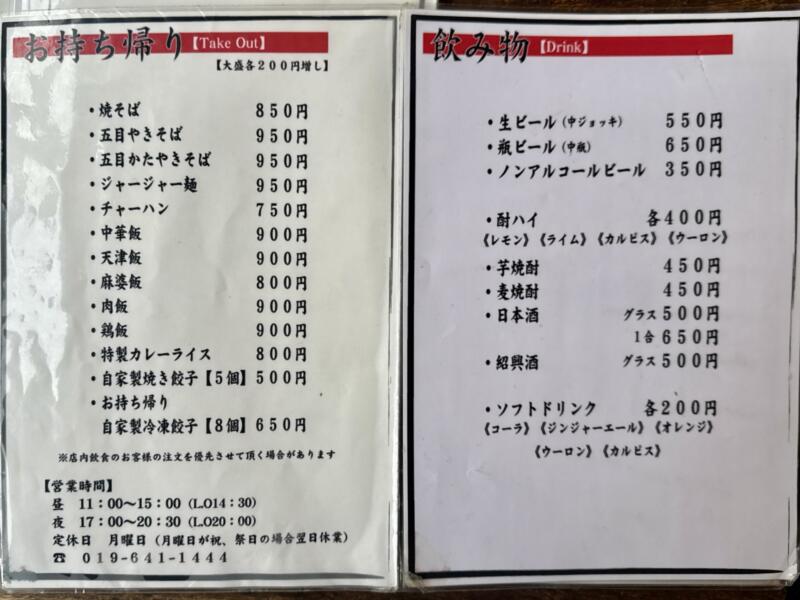 お持ち帰り【Take Out】
【大盛各200円増し】
・焼そば 850円
・五目やきそば 950円
・五目かたやきそば 950円
・ジャージャー麺 950円
・チャーハン 750円
・中華飯 900円
・天津飯 900円
・麻婆飯 800円
・肉飯 900円
・鶏飯 900円
・特製カレーライス 800円
・自家製焼き餃子【5個】500円
・お持ち帰り
自家製冷凍餃子【8個】650円
※店内飲食のお客様の注文を優先させて頂く場合があります
【営業時間】
昼 11：00〜15：00（L.O14：30）
夜 17：00〜20：30（L.O20：00）
定休日 月曜日（月曜日が祝、祭日の場合翌日休業）
☎ 019-641-1444
飲み物【Drink】
・生ビール（中ジョッキ） 550円
・瓶ビール（中瓶） 650円
・ノンアルコールビール 350円
・酎ハイ 各400円
《レモン》《ライム》《カルピス》《ウーロン》
・芋焼酎 450円
・麦焼酎 450円
・日本酒 グラス500円
1合650円
・紹興酒 グラス500円
・ソフトドリンク 各200円
《コーラ》《ジンジャーエール》《オレンジ》
《ウーロン》《カルピス》